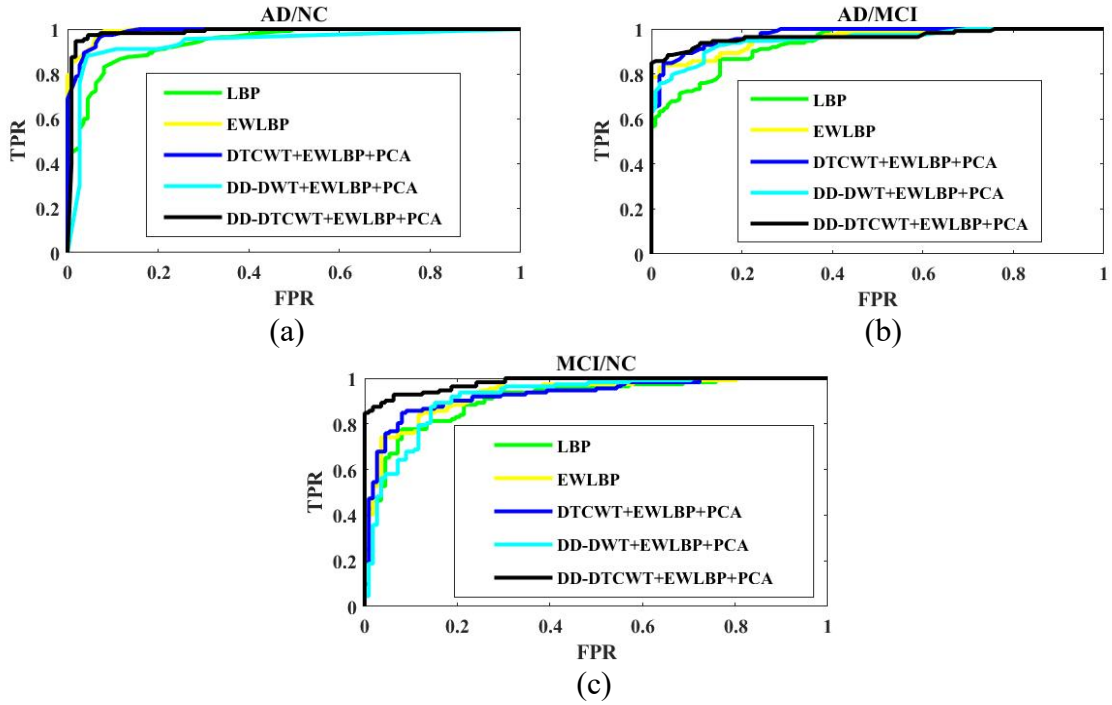 AD/NC
1
0.8
0.6
0.4
0.2
0
TPR
LBP
EWLBP
DTCWT+EWLBP+PCA
DD-DWT+EWLBP+PCA
DD-DTCWT+EWLBP+PCA
0 0.2 0.4 0.6 0.8 1
FPR
(a)
AD/MCI
1
0.8
0.6
0.4
0.2
0
TPR
LBP
EWLBP
DTCWT+EWLBP+PCA
DD-DWT+EWLBP+PCA
DD-DTCWT+EWLBP+PCA
0 0.2 0.4 0.6 0.8 1
FPR
(b)
MCI/NC
1
0.8
0.6
0.4
0.2
0
TPR
LBP
EWLBP
DTCWT+EWLBP+PCA
DD-DWT+EWLBP+PCA
DD-DTCWT+EWLBP+PCA
0 0.2 0.4 0.6 0.8 1
FPR
(c)